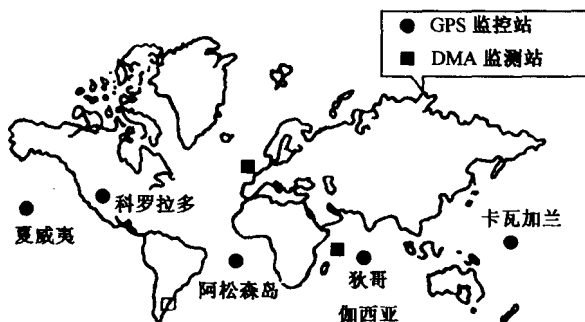 GPS 监控站
DMA 监测站
科罗拉多
夏威夷
卡瓦加兰
阿松森岛
狄哥
伽西亚